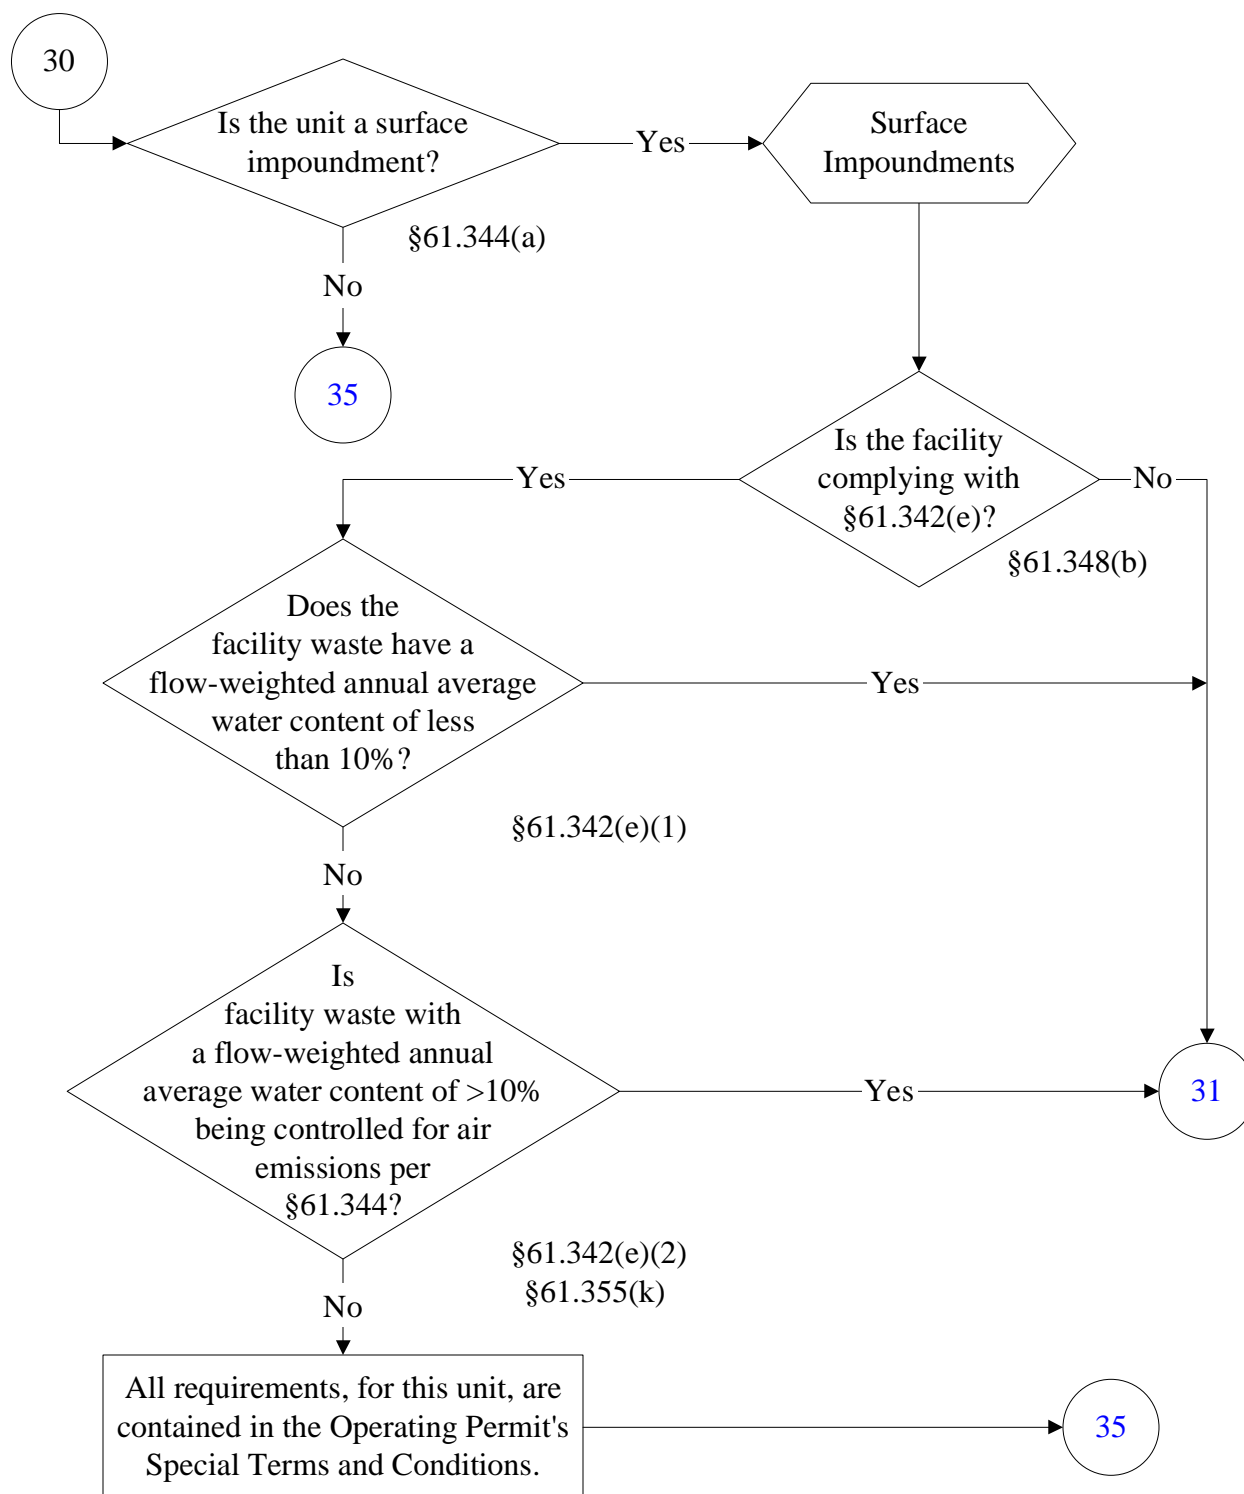 30
Is the unit a surface
impoundment?
Yes
Surface
Impoundments
§61.344(a)
No
35
Is the facility
complying with
§61.342(e)?
Yes
No
§61.348(b)
Does the
facility waste have a
flow-weighted annual average
water content of less
than 10%?
Yes
§61.342(e)(1)
No
Is
facility waste with
a flow-weighted annual
average water content of >10%
being controlled for air
emissions per
§61.344?
Yes
31
§61.342(e)(2)
§61.355(k)
No
All requirements, for this unit, are
contained in the Operating Permit's
Special Terms and Conditions.
35